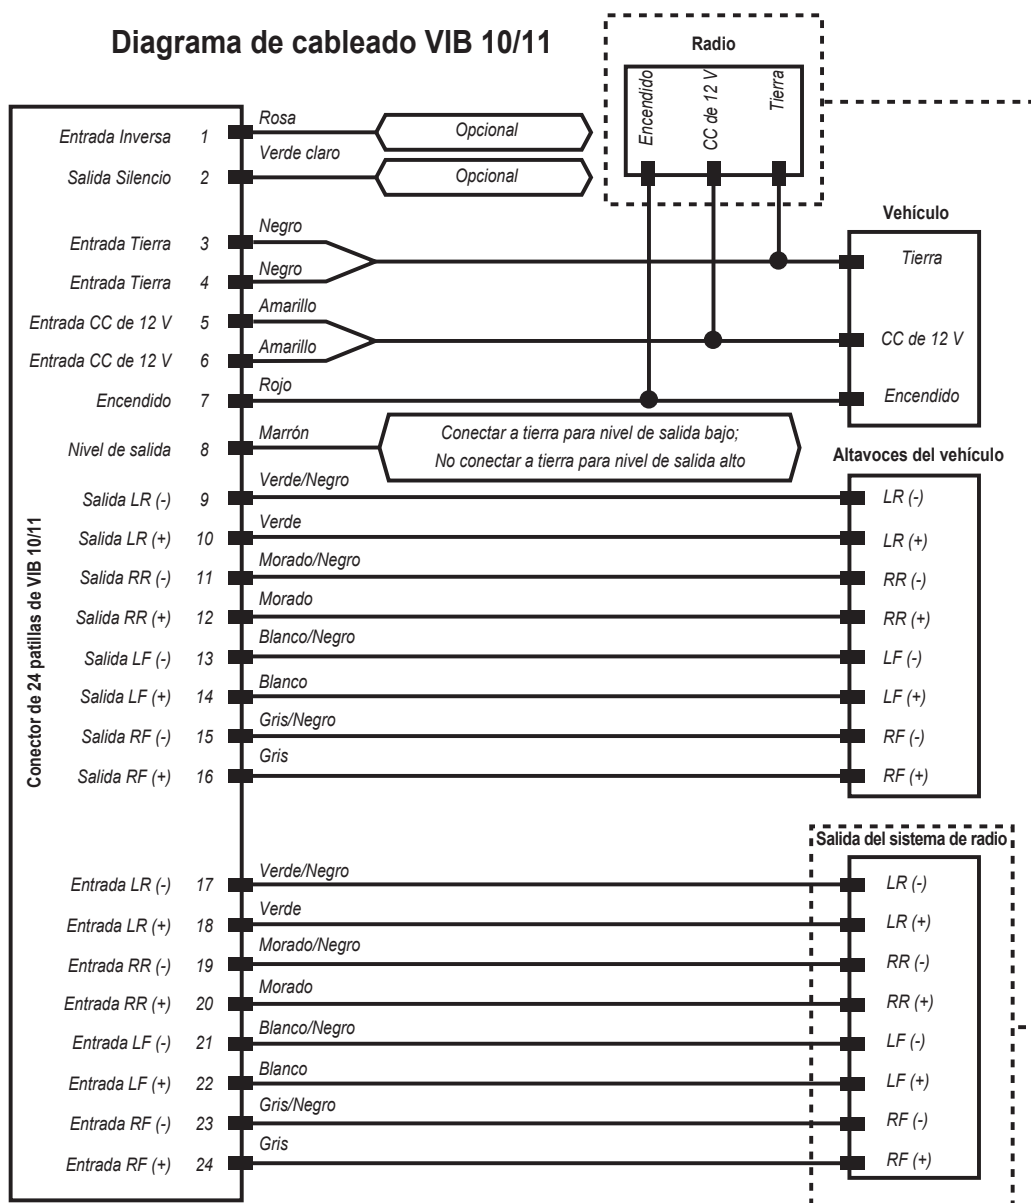 Diagrama de cableado VIB 10/11
Radio
Encendido
CC de 12 V
Tierra
Conector de 24 patillas de VIB 10/11
Entrada Inversa 1 Rosa Opcional
Salida Silencio 2 Verde claro Opcional
Entrada Tierra 3 Negro
Entrada Tierra 4 Negro
Entrada CC de 12 V 5 Amarillo
Entrada CC de 12 V 6 Amarillo
Encendido 7 Rojo
Vehículo
Tierra
CC de 12 V
Encendido
Nivel de salida 8 Marrón
Conectar a tierra para nivel de salida bajo;
No conectar a tierra para nivel de salida alto
Altavoces del vehículo
Salida LR (-) 9 Verde/Negro LR (-)
Salida LR (+) 10 Verde LR (+)
Salida RR (-) 11 Morado/Negro RR (-)
Salida RR (+) 12 Morado RR (+)
Salida LF (-) 13 Blanco/Negro LF (-)
Salida LF (+) 14 Blanco LF (+)
Salida RF (-) 15 Gris/Negro RF (-)
Salida RF (+) 16 Gris RF (+)
Salida del sistema de radio
Entrada LR (-) 17 Verde/Negro LR (-)
Entrada LR (+) 18 Verde LR (+)
Entrada RR (-) 19 Morado/Negro RR (-)
Entrada RR (+) 20 Morado RR (+)
Entrada LF (-) 21 Blanco/Negro LF (-)
Entrada LF (+) 22 Blanco LF (+)
Entrada RF (-) 23 Gris/Negro RF (-)
Entrada RF (+) 24 Gris RF (+)